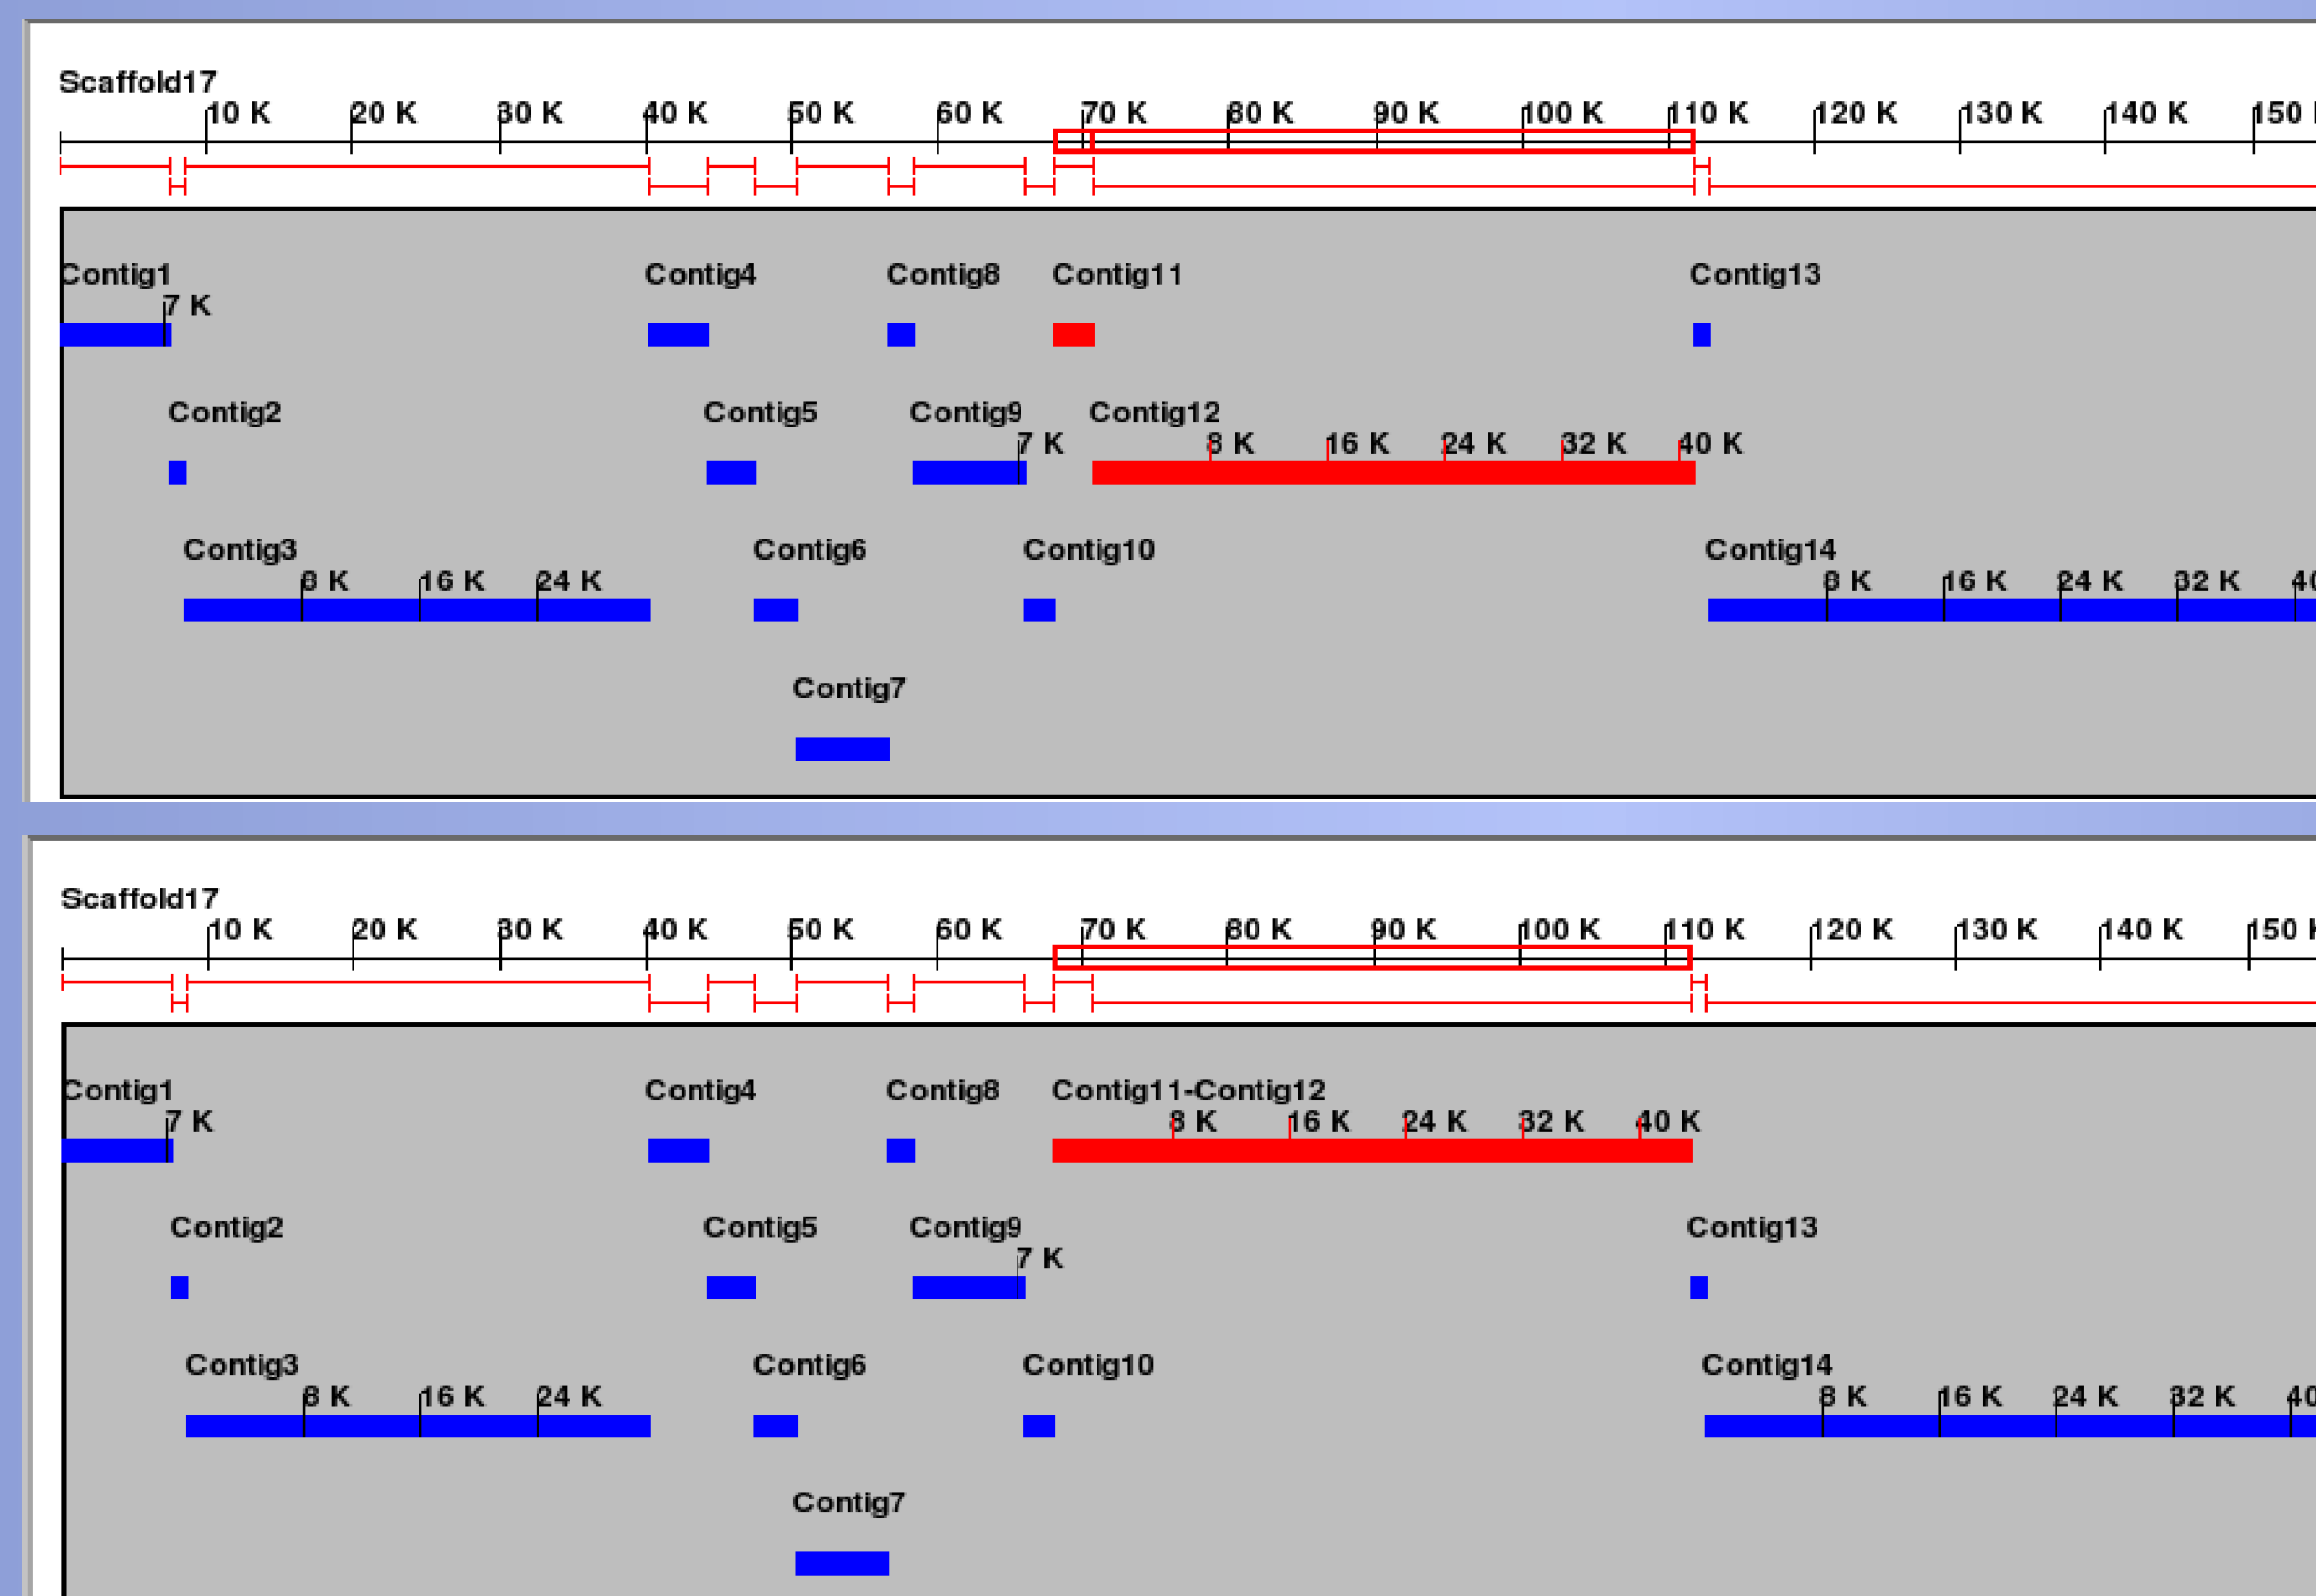 Scaffold17
10 K 20 K 30 K 40 K 50 K 60 K 70 K 80 K 90 K 100 K 110 K 120 K 130 K 140 K 150
Contig1 Contig4 Contig8 Contig11 Contig13
7 K
Contig2 Contig5 Contig9 Contig12
7 K 8 K 16 K 24 K 32 K 40 K
Contig3 Contig6 Contig10 Contig14
8 K 16 K 24 K 8 K 16 K 24 K 32 K 40
Contig7
Scaffold17
10 K 20 K 30 K 40 K 50 K 60 K 70 K 80 K 90 K 100 K 110 K 120 K 130 K 140 K 150 K
Contig1 Contig4 Contig8 Contig11-Contig12
7 K 8 K 16 K 24 K 32 K 40 K
Contig2 Contig5 Contig9 Contig13
7 K
Contig3 Contig6 Contig10 Contig14
8 K 16 K 24 K 8 K 16 K 24 K 32 K 40
Contig7